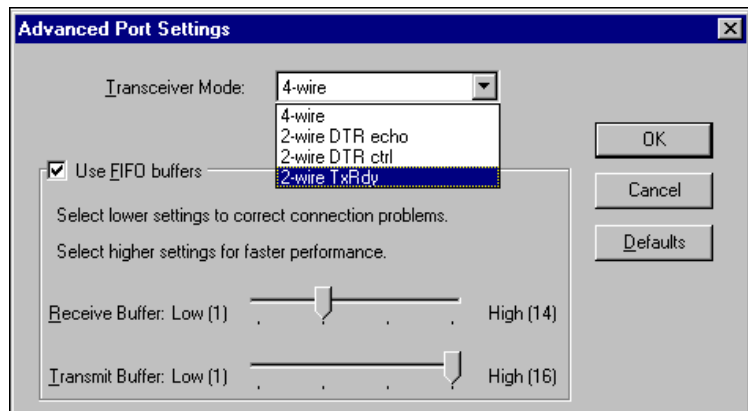 Advanced Port Settings
Transceiver Mode: 4-wire
4-wire
2-wire DTR echo
2-wire DTR ctrl
2-wire TxRdy
OK
Cancel
Defaults
Use FIFO buffers
Select lower settings to correct connection problems.
Select higher settings for faster performance.
Receive Buffer: Low (1) High (14)
Transmit Buffer: Low (1) High (16)